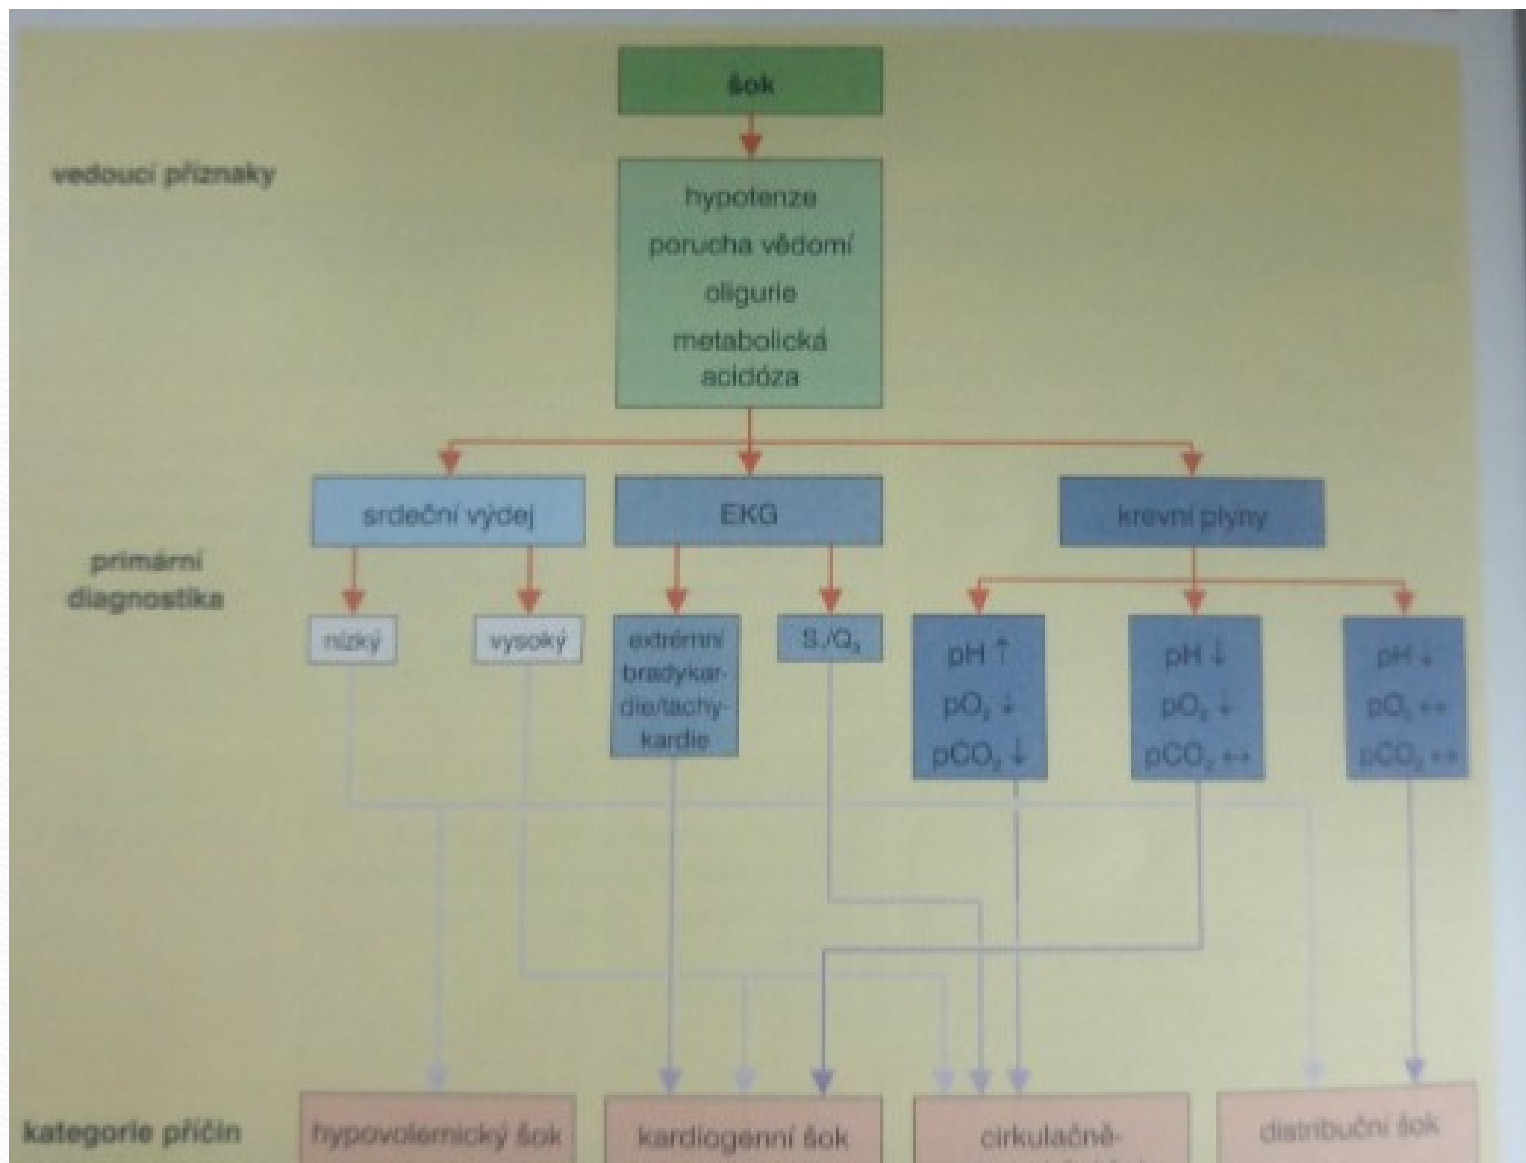 šok
vedoucí příznaky
hypotenze
porucha vědomí
oligurie
metabolická
acidóza
srdeční výdej
EKG
krevní plyny
primární
diagnostika
nízký
vysoký
extrémní
bradykar-
die/tachy-
kardie
S₁/Q₃
pH ↑
pO₂ ↓
pCO₂ ↓
pH ↓
pO₂ ↓
pCO₂ ↔
pH ↓
pO₂ ↔
pCO₂ ↔
kategorie příčin
hypovolemický šok
kardiogenní šok
cirkulačně-
distribuční šok